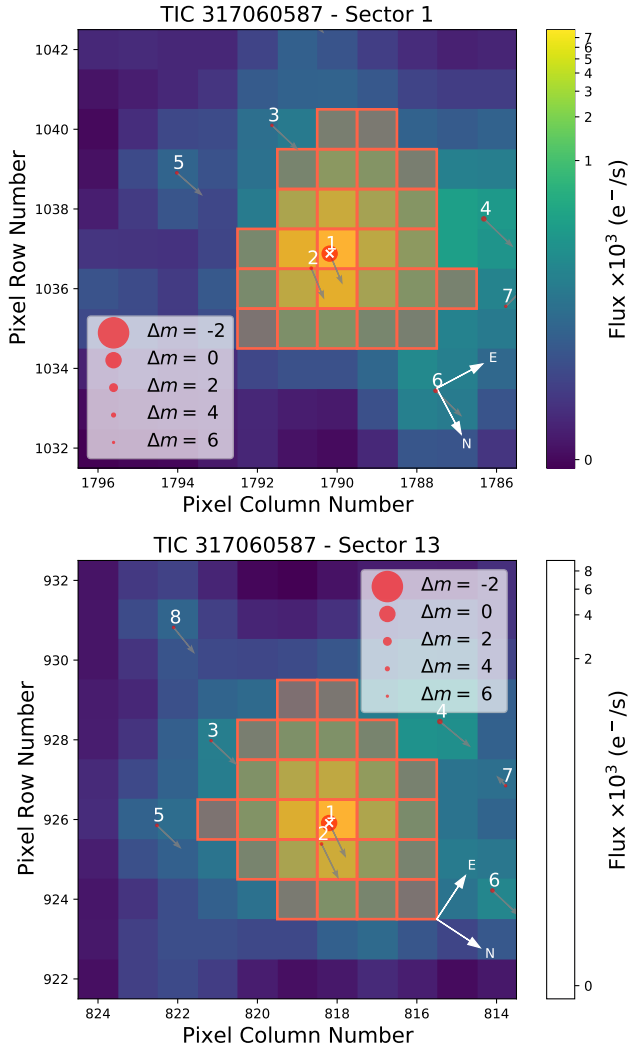 TIC 317060587 - Sector 1
1042
1040
1038
1036
1034
1032
Pixel Row Number
3
5
4
1
2
7
6
E
N
Δm = -2
Δm = 0
Δm = 2
Δm = 4
Δm = 6
1796 1794 1792 1790 1788 1786
Pixel Column Number
7
6
5
4
3
2
1
0
Flux ×10³ (e⁻/s)
TIC 317060587 - Sector 13
932
930
928
926
924
922
Pixel Row Number
Δm = -2
Δm = 0
Δm = 2
Δm = 4
Δm = 6
8
4
3
7
5
1
2
6
E
N
824 822 820 818 816 814
Pixel Column Number
8
6
4
2
0
Flux ×10³ (e⁻/s)